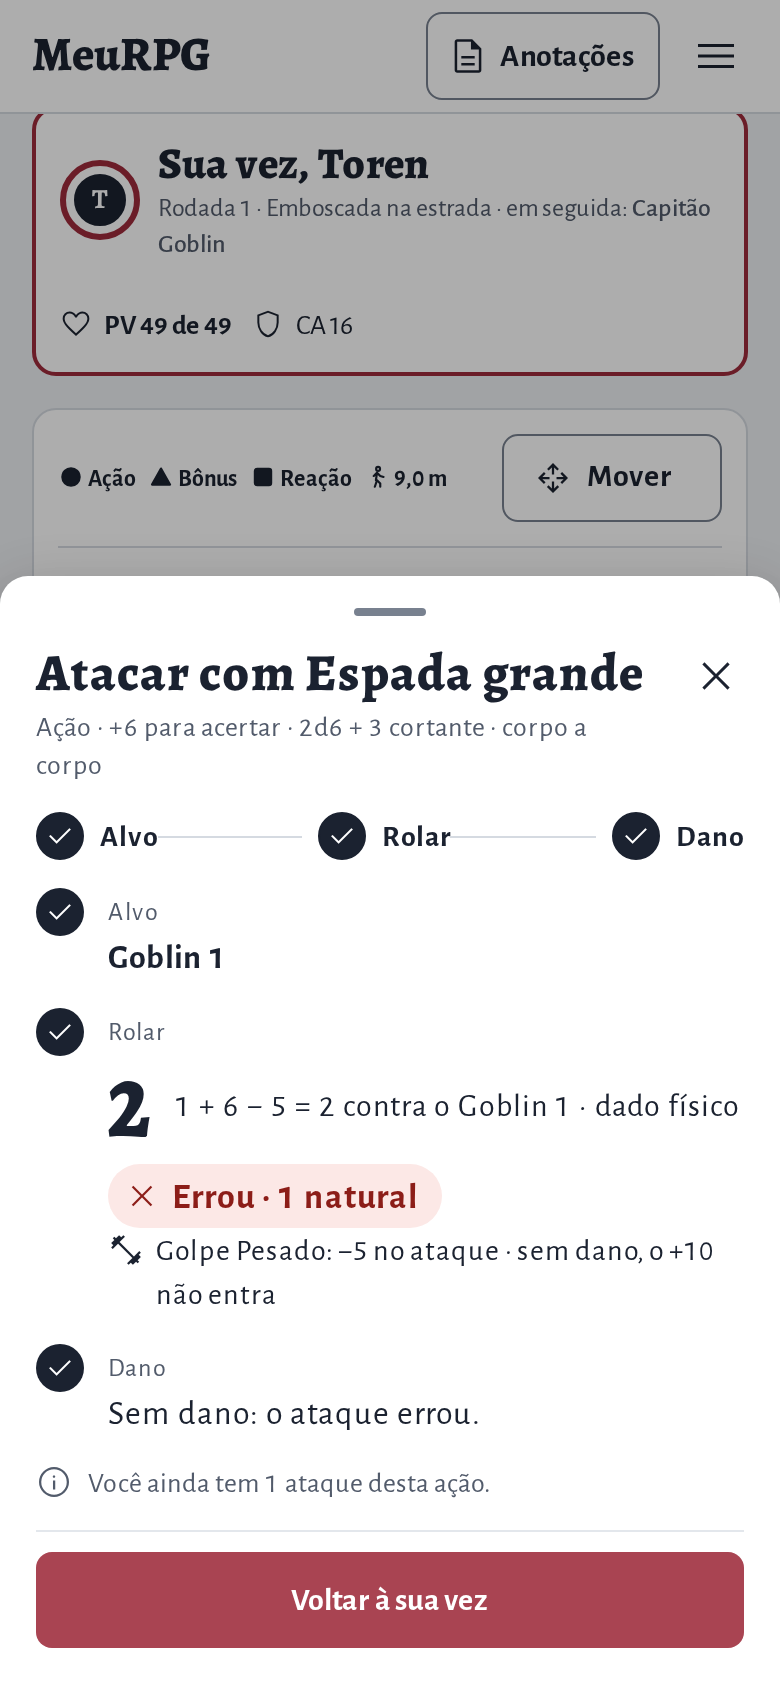 MeuRPG
Anotações
Sua vez, Toren
T
Rodada 1 · Emboscada na estrada · em seguida: Capitão
Goblin
PV 49 de 49
CA 16
Ação
Bônus
Reação
9,0 m
Mover
Atacar com Espada grande
Ação · +6 para acertar · 2d6 + 3 cortante · corpo a
corpo
Alvo
Rolar
Dano
Alvo
Goblin 1
Rolar
2
1 + 6 − 5 = 2 contra o Goblin 1 · dado físico
Errou · 1 natural
Golpe Pesado: −5 no ataque · sem dano, o +10
não entra
Dano
Sem dano: o ataque errou.
Você ainda tem 1 ataque desta ação.
Voltar à sua vez